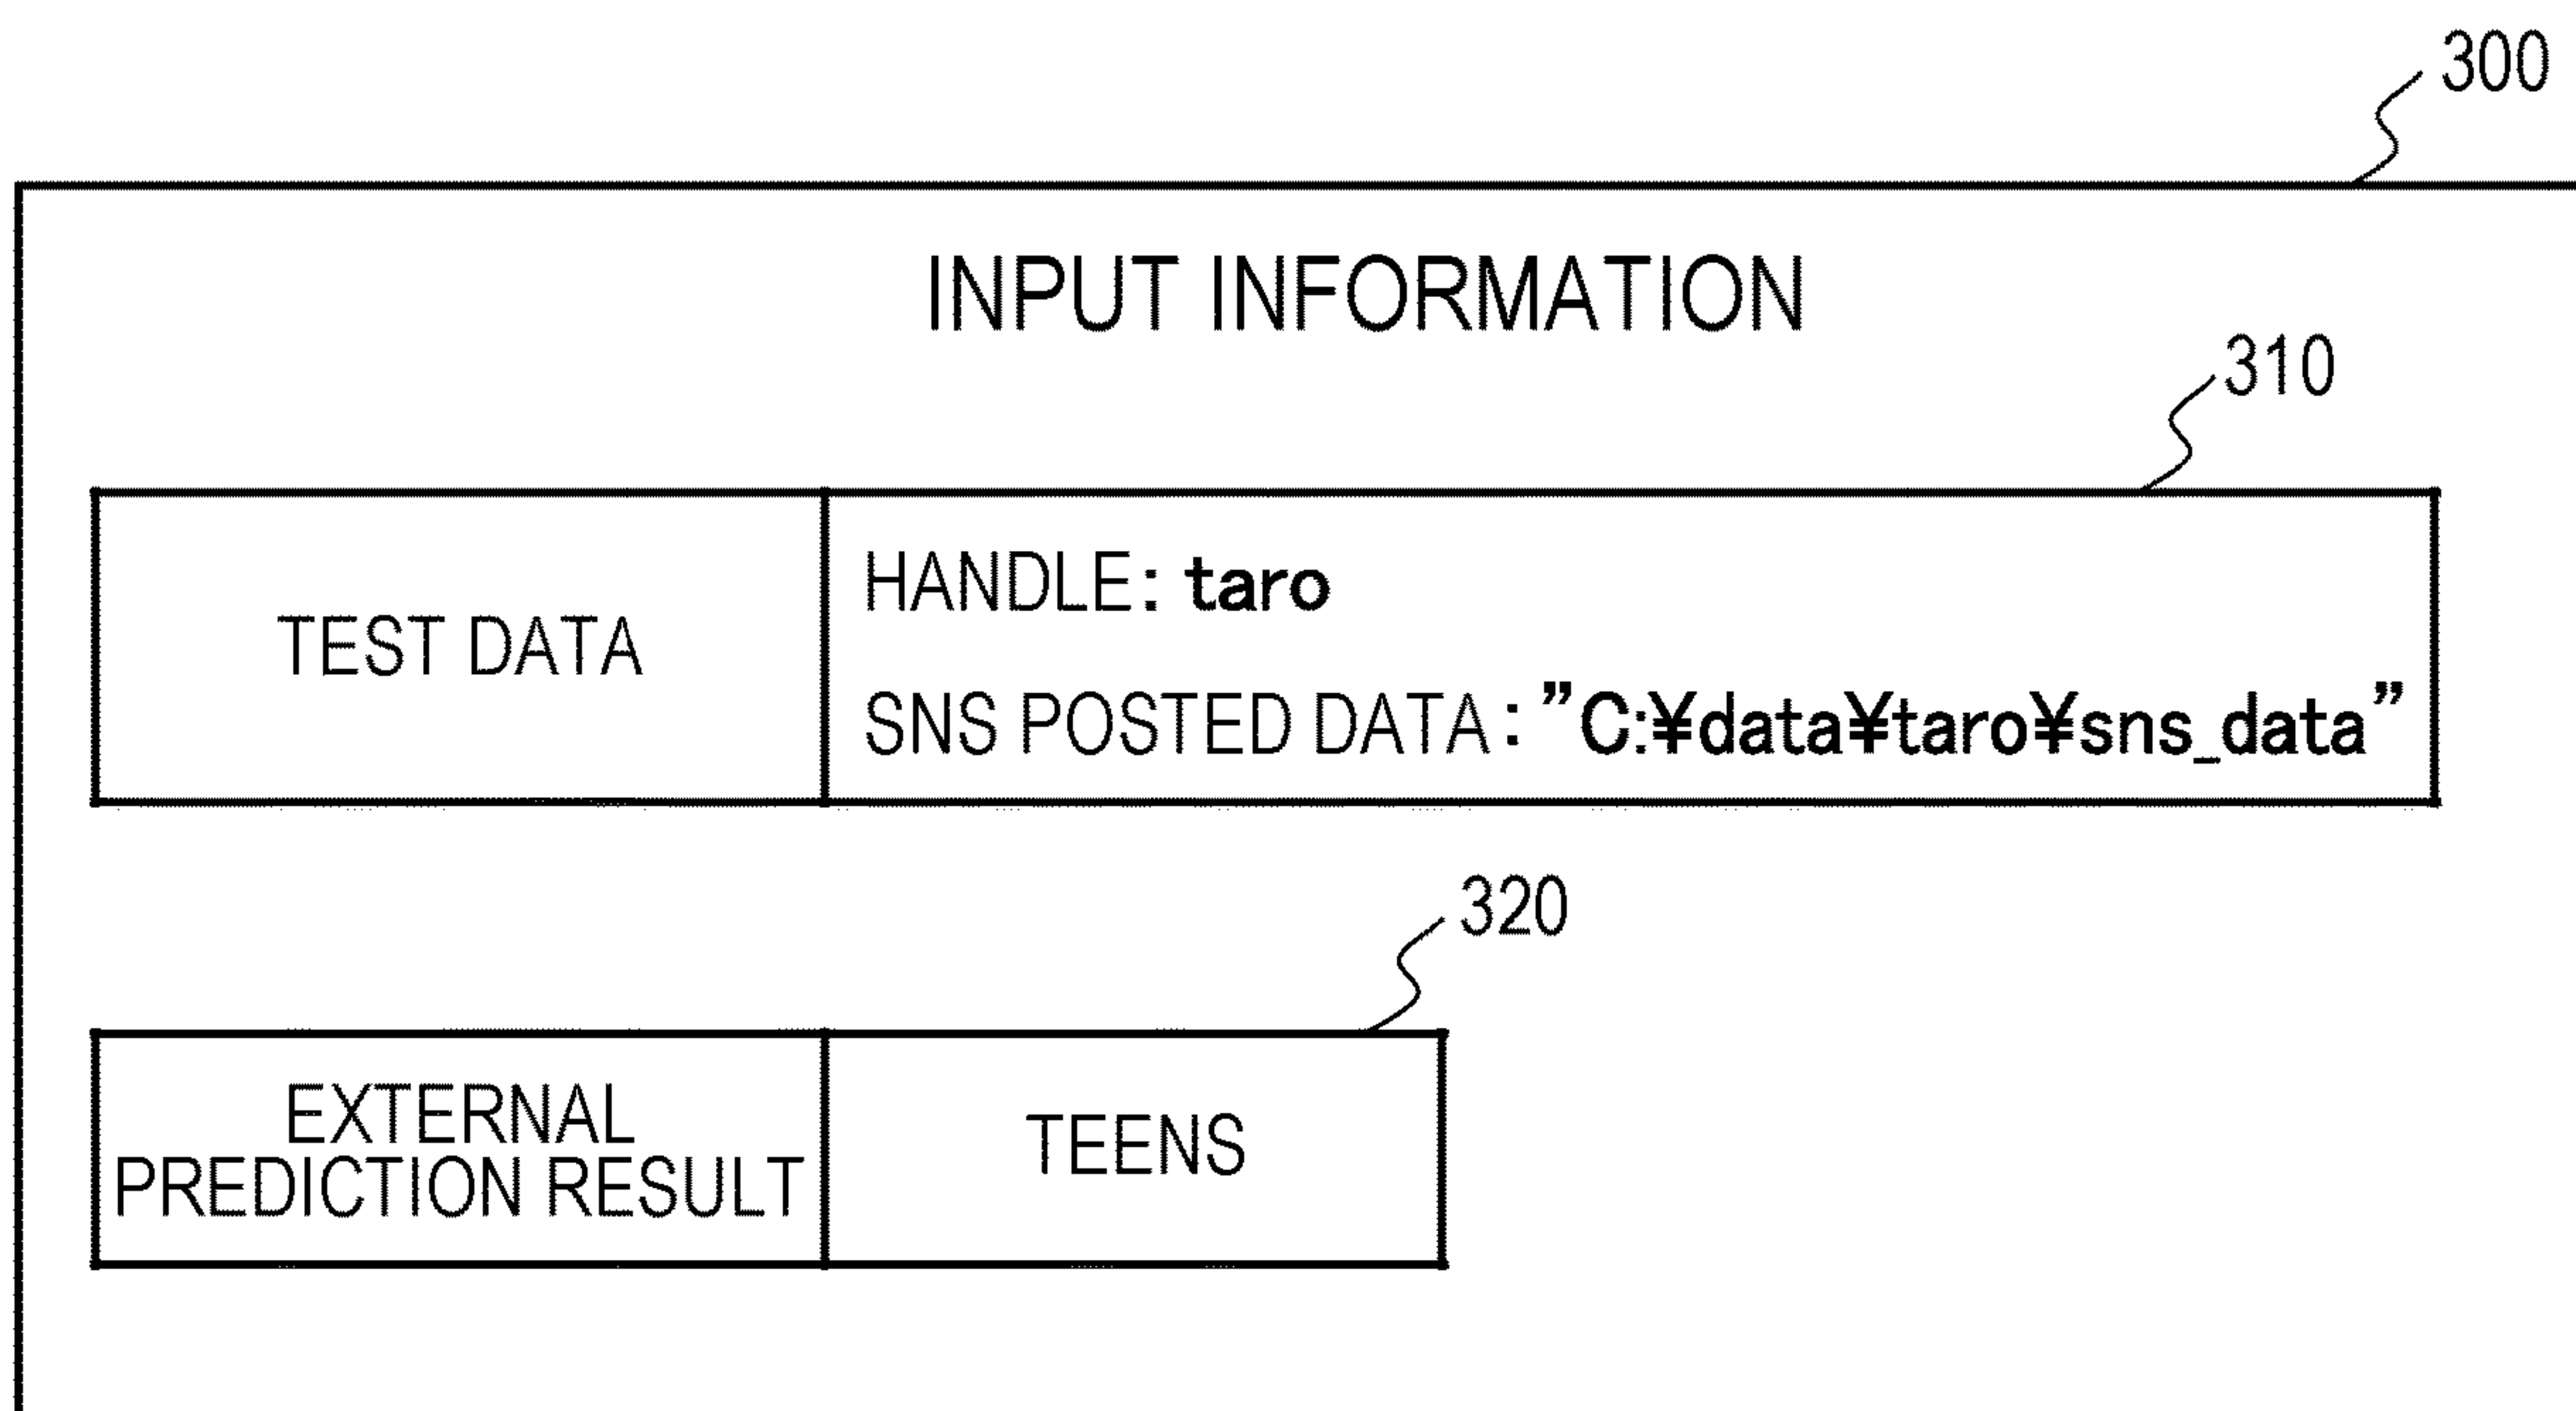 300
INPUT INFORMATION
310
TEST DATA
HANDLE: taro
SNS POSTED DATA: ”C:¥data¥taro¥sns_data”
320
EXTERNAL
PREDICTION RESULT
TEENS